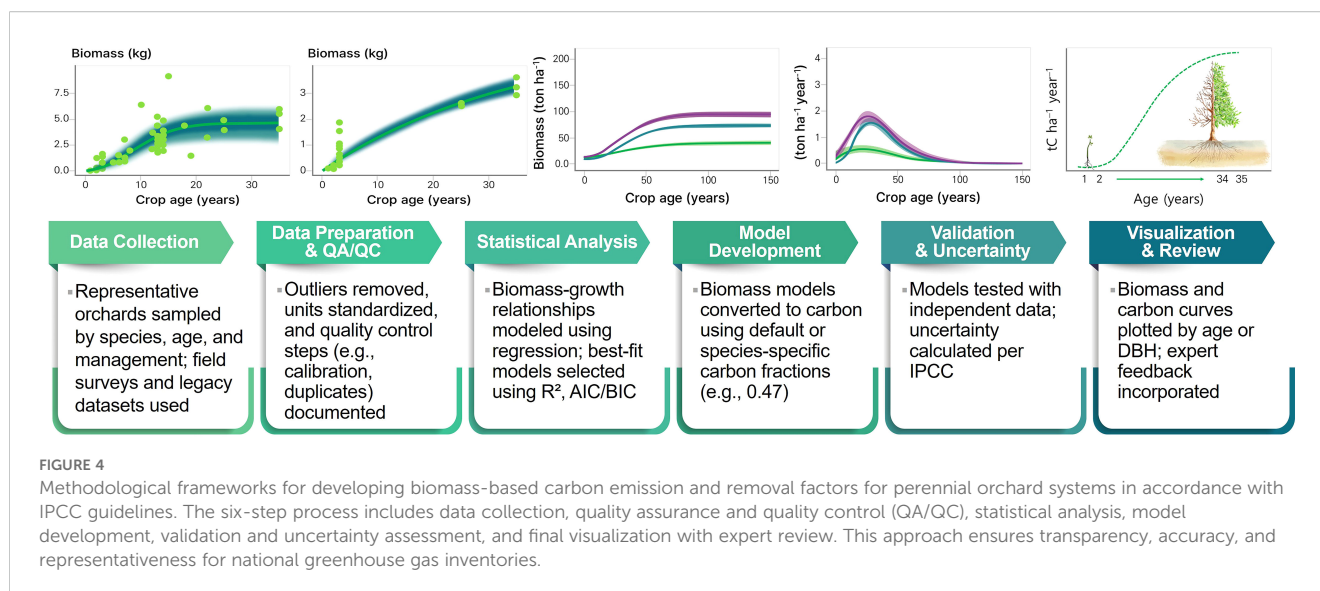 Biomass (kg)
7.5
5.0
2.5
0.0
0 10 20 30
Crop age (years)
Biomass (kg)
3
2
1
0
0 10 20 30
Crop age (years)
Biomass (ton ha⁻¹)
200
150
100
50
0.0
0 50 100 150
Crop age (years)
(ton ha⁻¹ year⁻¹)
4
3
2
1
0
0 50 100 150
Crop age (years)
tC ha⁻¹ year⁻¹
1 2 34 35
Age (years)
Data Collection
▪Representative
orchards sampled
by species, age, and
management; field
surveys and legacy
datasets used
Data Preparation
& QA/QC
▪Outliers removed,
units standardized,
and quality control
steps (e.g.,
calibration,
duplicates)
documented
Statistical Analysis
▪Biomass-growth
relationships
modeled using
regression; best-fit
models selected
using R², AIC/BIC
Model
Development
▪Biomass models
converted to carbon
using default or
species-specific
carbon fractions
(e.g., 0.47)
Validation
& Uncertainty
▪Models tested with
independent data;
uncertainty
calculated per
IPCC
Visualization
& Review
▪Biomass and
carbon curves
plotted by age or
DBH; expert
feedback
incorporated
FIGURE 4
Methodological frameworks for developing biomass-based carbon emission and removal factors for perennial orchard systems in accordance with
IPCC guidelines. The six-step process includes data collection, quality assurance and quality control (QA/QC), statistical analysis, model
development, validation and uncertainty assessment, and final visualization with expert review. This approach ensures transparency, accuracy, and
representativeness for national greenhouse gas inventories.